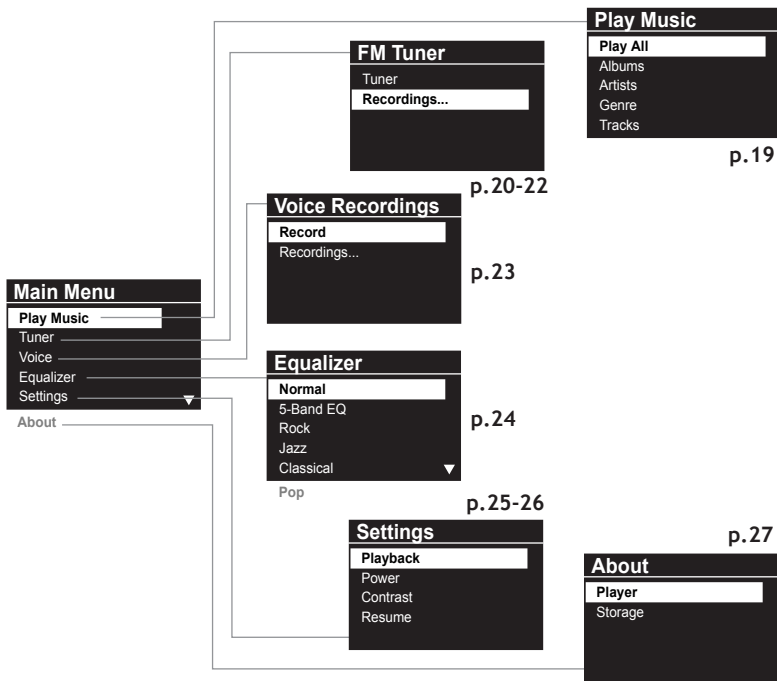 Play Music
Play All
Albums
Artists
Genre
Tracks
p.19
FM Tuner
Tuner
Recordings...
p.20-22
Voice Recordings
Record
Recordings...
p.23
Main Menu
Play Music
Tuner
Voice
Equalizer
Settings
About
Equalizer
Normal
5-Band EQ
Rock
Jazz
Classical
Pop
p.24
p.25-26
Settings
Playback
Power
Contrast
Resume
p.27
About
Player
Storage